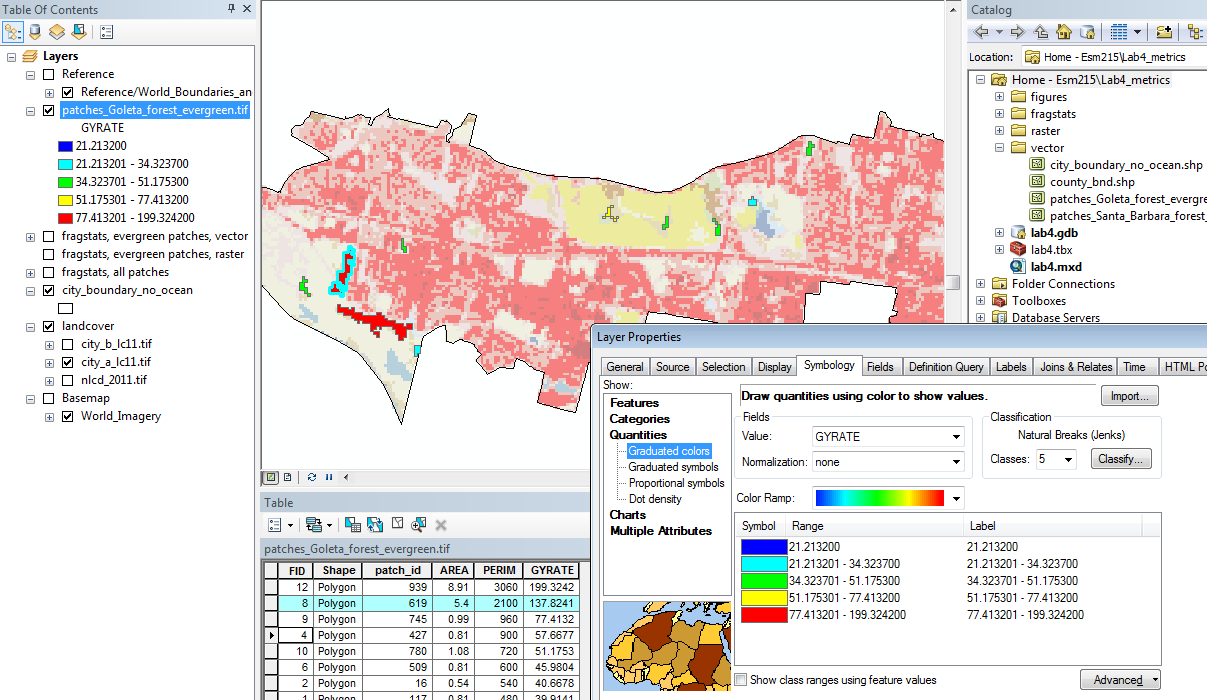 Table Of Contents
Layers
Reference
Reference/World_Boundaries_an
patches_Goleta_forest_evergreen.tif
GYRATE
21.213200
21.213201 - 34.323700
34.323701 - 51.175300
51.175301 - 77.413200
77.413201 - 199.324200
fragstats, evergreen patches, vector
fragstats, evergreen patches, raster
fragstats, all patches
city_boundary_no_ocean
landcover
city_b_lc11.tif
city_a_lc11.tif
nlcd_2011.tif
Basemap
World_Imagery
Catalog
Location: Home - Esm215\Lab4_metrics
Home - Esm215\Lab4_metrics
figures
fragstats
raster
vector
city_boundary_no_ocean.shp
county_bnd.shp
patches_Goleta_forest_evergre
patches_Santa_Barbara_forest_
lab4.gdb
lab4.tbx
lab4.mxd
Folder Connections
Toolboxes
Database Servers
Table
patches_Goleta_forest_evergreen.tif
FID Shape patch_id AREA PERIM GYRATE
12 Polygon 939 8.91 3060 199.3242
8 Polygon 619 5.4 2100 137.8241
9 Polygon 745 0.99 960 77.4132
4 Polygon 427 0.81 900 57.6677
10 Polygon 780 1.08 720 51.1753
6 Polygon 509 0.81 600 45.9804
2 Polygon 16 0.54 540 40.6678
1 Polygon 117 0.81 480 39.9141
Layer Properties
General Source Selection Display Symbology Fields Definition Query Labels Joins & Relates Time HTML Po
Show:
Features
Categories
Quantities
Graduated colors
Graduated symbols
Proportional symbols
Dot density
Charts
Multiple Attributes
Draw quantities using color to show values.
Import...
Fields
Value: GYRATE
Normalization: none
Classification
Natural Breaks (Jenks)
Classes: 5 Classify...
Color Ramp:
Symbol Range Label
21.213200 21.213200
21.213201 - 34.323700 21.213201 - 34.323700
34.323701 - 51.175300 34.323701 - 51.175300
51.175301 - 77.413200 51.175301 - 77.413200
77.413201 - 199.324200 77.413201 - 199.324200
Show class ranges using feature values
Advanced